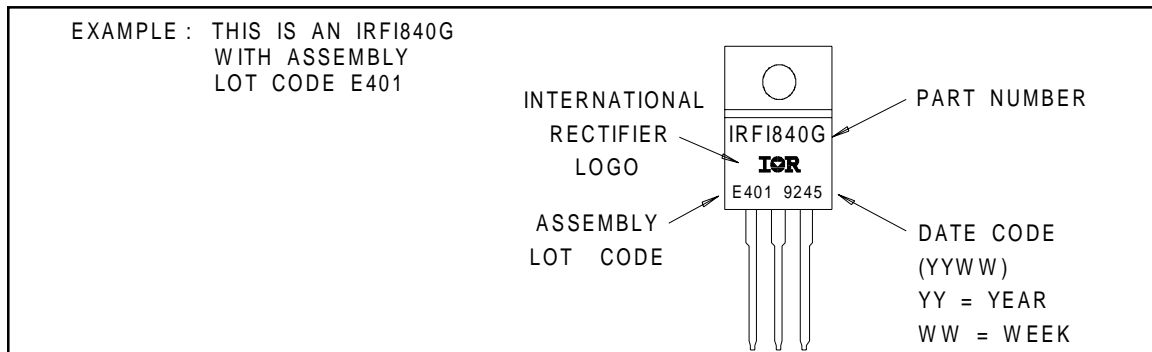 EXAMPLE : THIS IS AN IRFI840G
WITH ASSEMBLY
LOT CODE E401
INTERNATIONAL
RECTIFIER
LOGO
PART NUMBER
IRFI840G
IOR
E401 9245
ASSEMBLY
LOT CODE
DATE CODE
(YYWW)
YY = YEAR
WW = WEEK